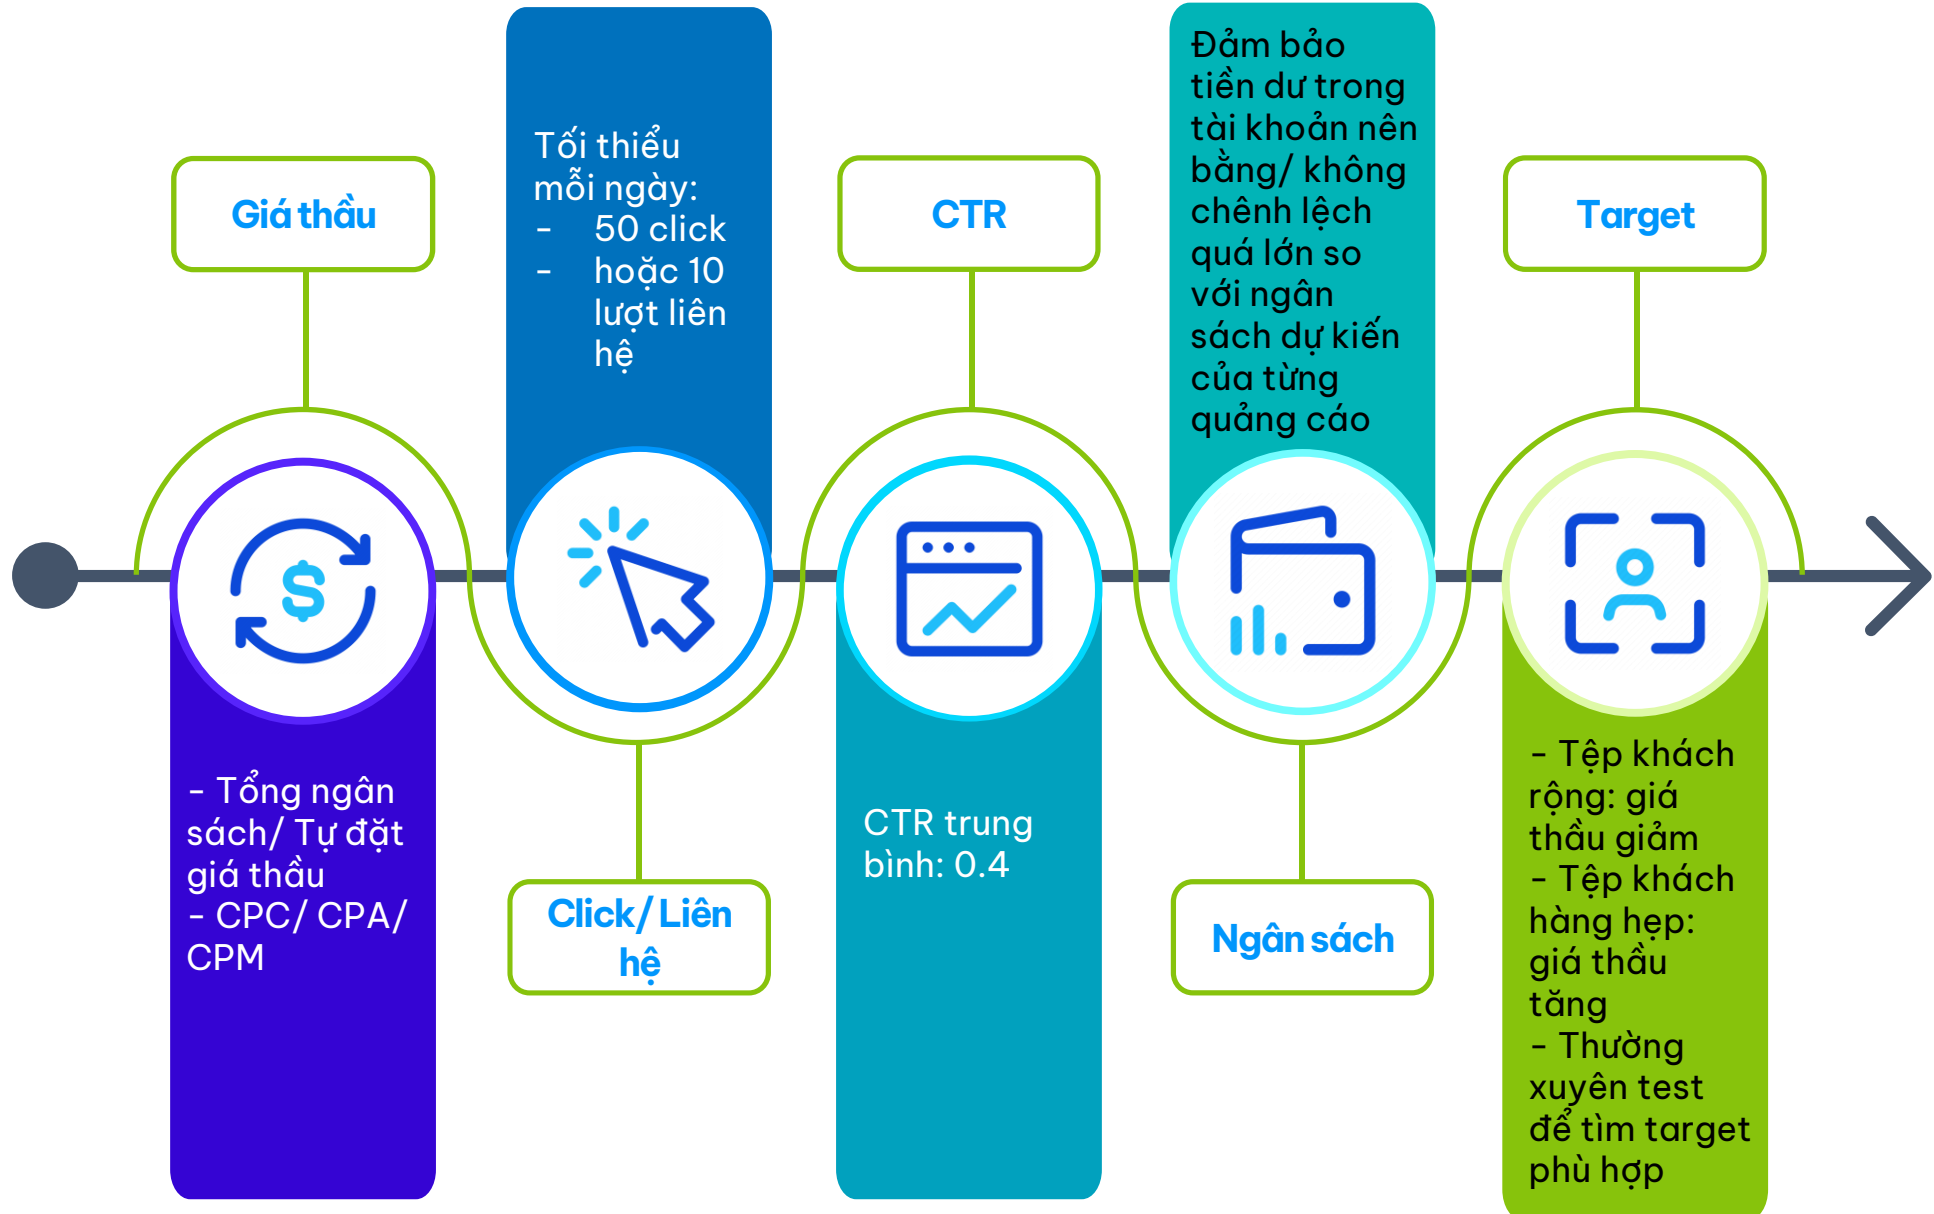 Giá thầu
- Tổng ngân
sách/ Tự đặt
giá thầu
- CPC/ CPA/
CPM
Tối thiểu
mỗi ngày:
- 50 click
- hoặc 10
lượt liên
hệ
Click/ Liên
hệ
CTR
CTR trung
bình: 0.4
Đảm bảo
tiền dư trong
tài khoản nên
bằng/ không
chênh lệch
quá lớn so
với ngân
sách dự kiến
của từng
quảng cáo
Ngân sách
Target
- Tệp khách
rộng: giá
thầu giảm
- Tệp khách
hàng hẹp:
giá thầu
tăng
- Thường
xuyên test
để tìm target
phù hợp